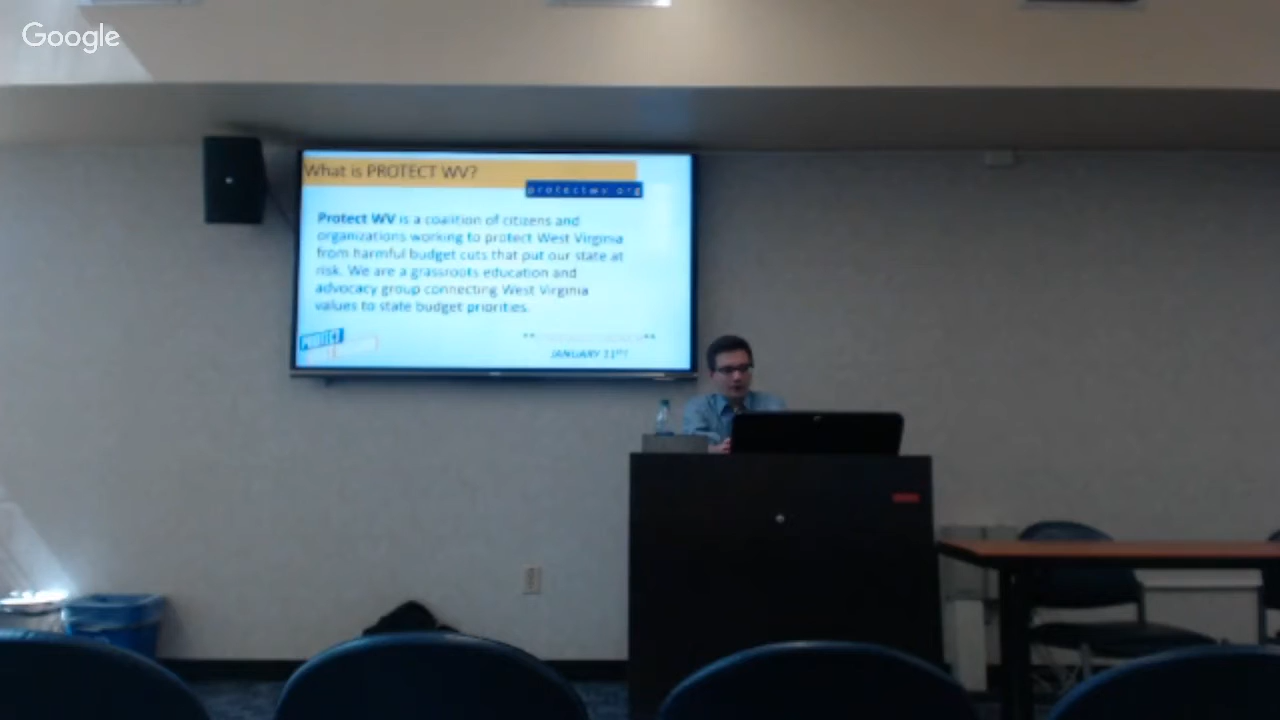 Google
What is PROTECT WV?
protectwv.org
Protect WV is a coalition of citizens and
organizations working to protect West Virginia
from harmful budget cuts that put our state at
risk. We are a grassroots education and
advocacy group connecting West Virginia
values to state budget priorities.
PROTECT
JANUARY